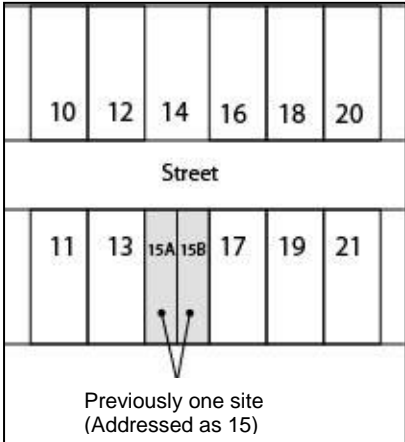 10 12 14 16 18 20
Street
11 13 15A 15B 17 19 21
Previously one site
(Addressed as 15)